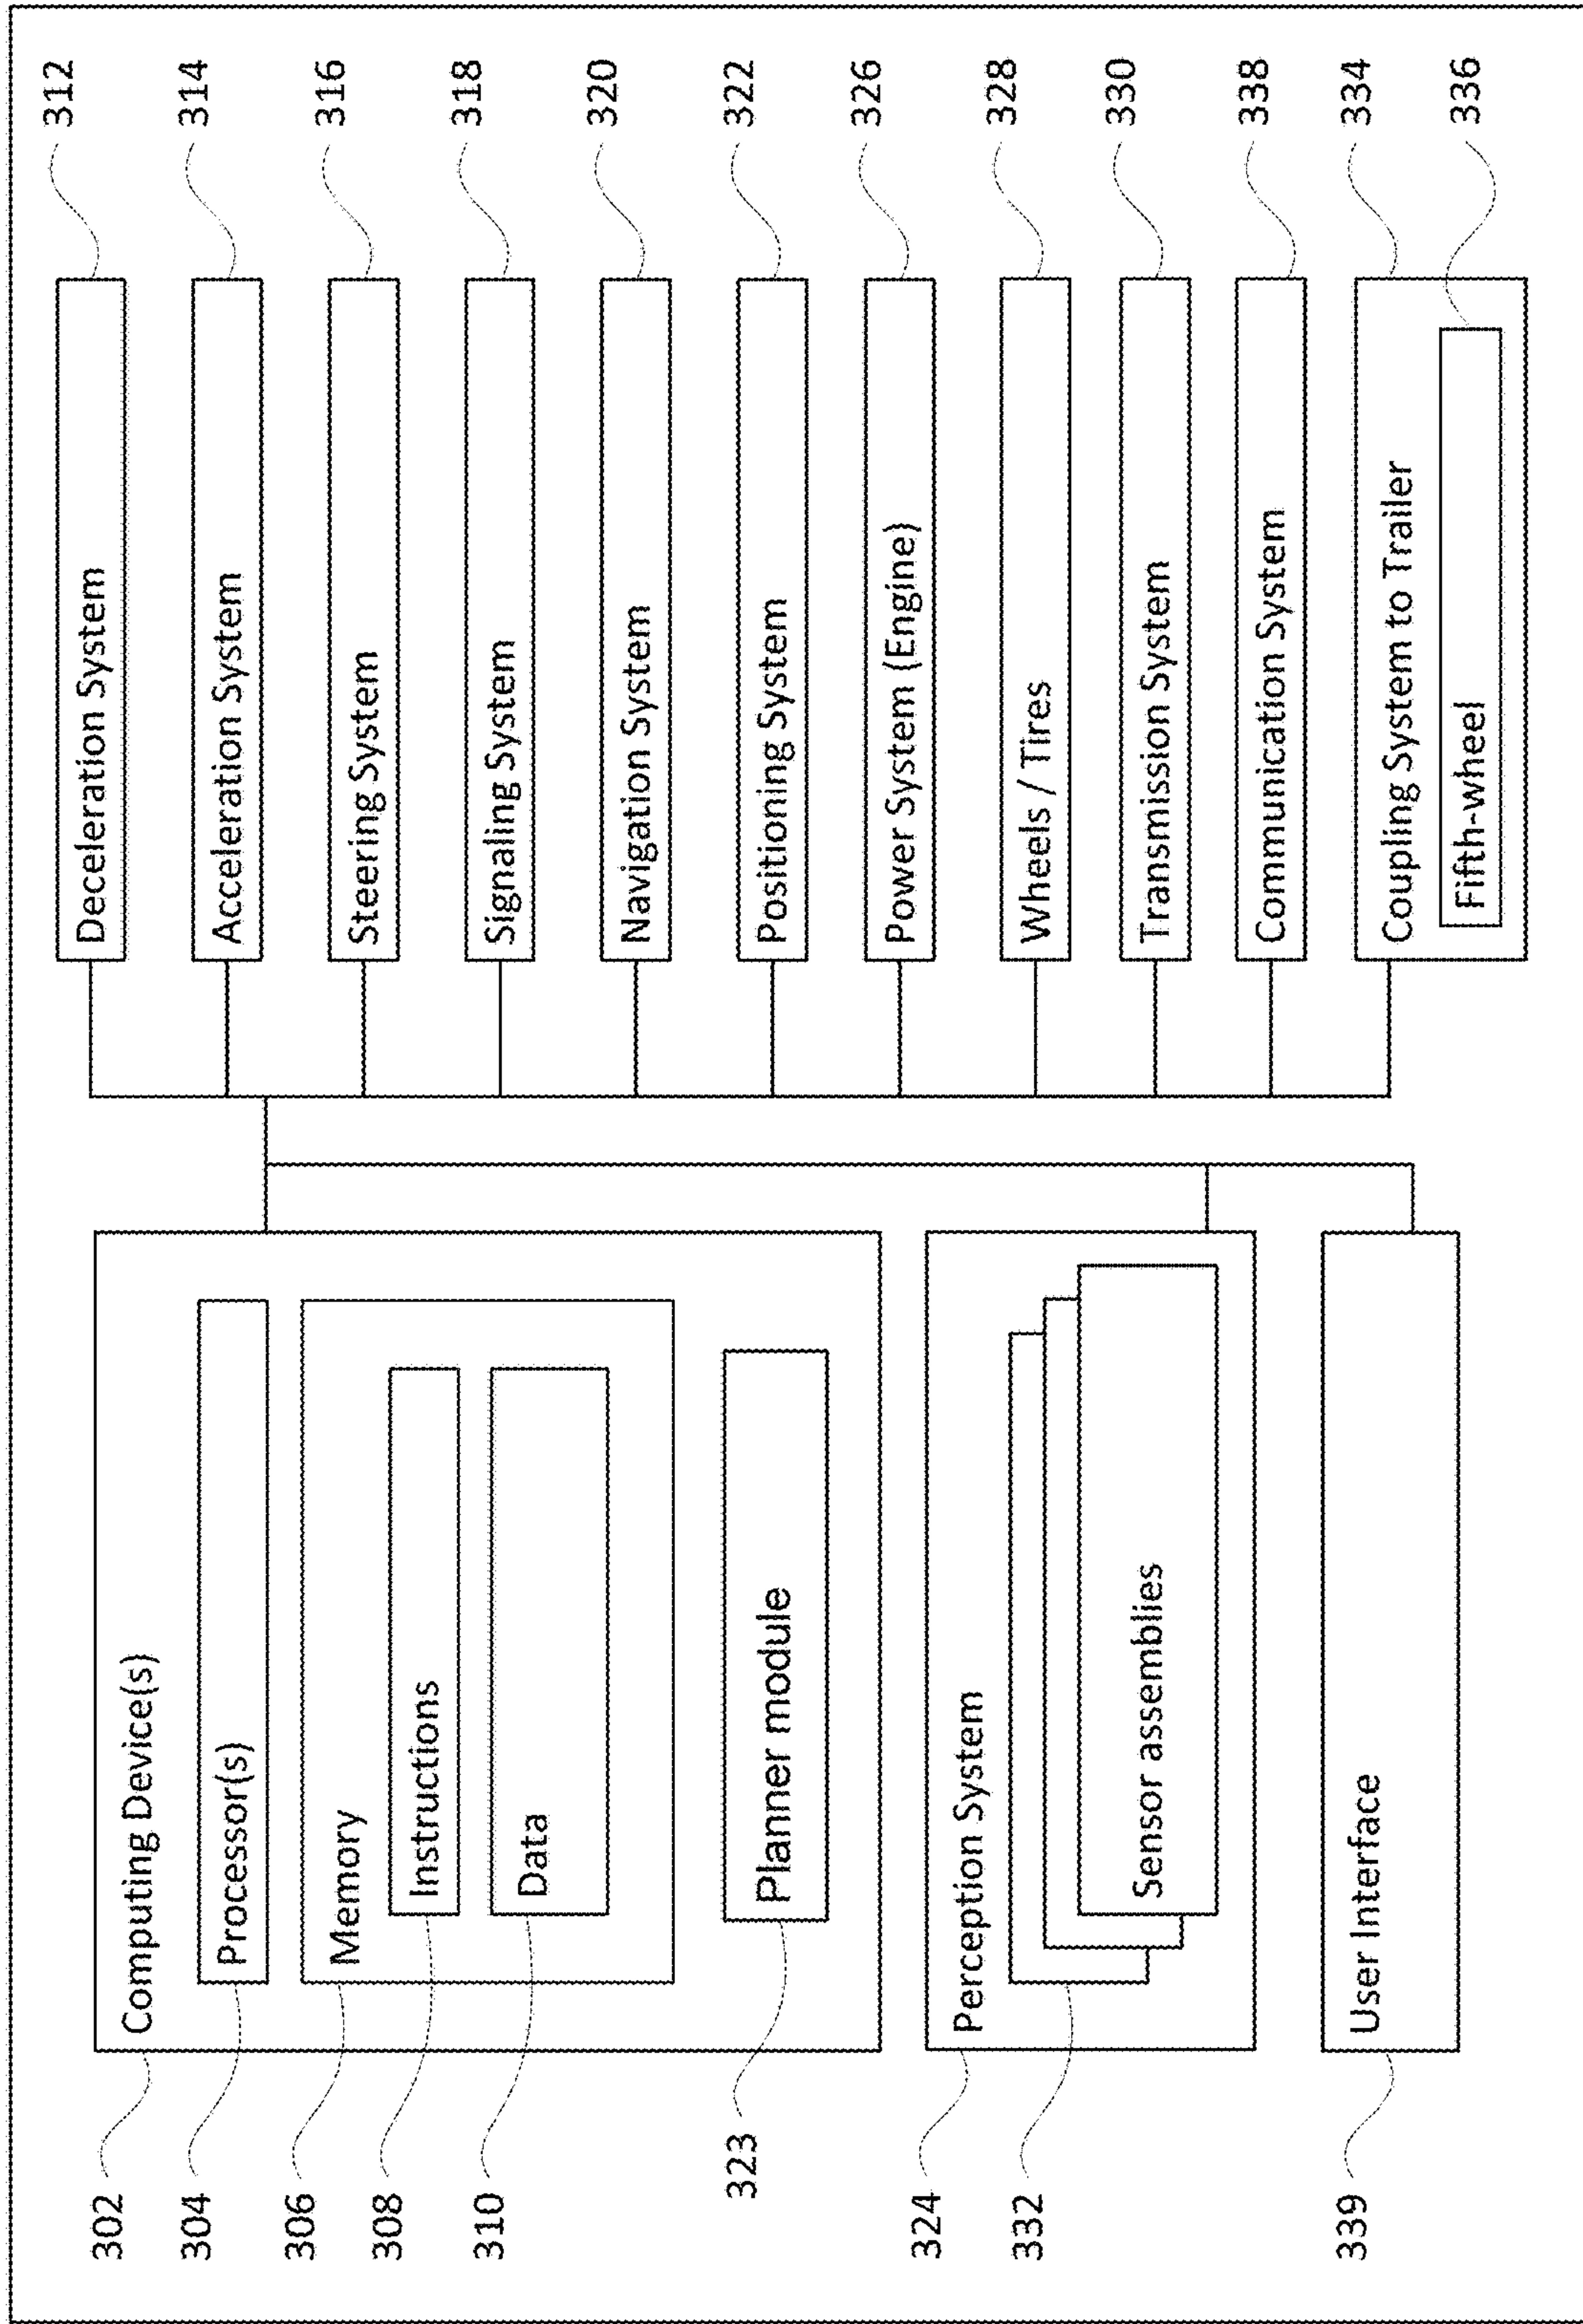 302
Computing Device(s)
304
Processor(s)
306
Memory
308
Instructions
310
Data
323
Planner module
324
Perception System
332
Sensor assemblies
339
User Interface
Deceleration System
312
Acceleration System
314
Steering System
316
Signaling System
318
Navigation System
320
Positioning System
322
Power System (Engine)
326
Wheels / Tires
328
Transmission System
330
Communication System
338
Coupling System to Trailer
334
Fifth-wheel
336